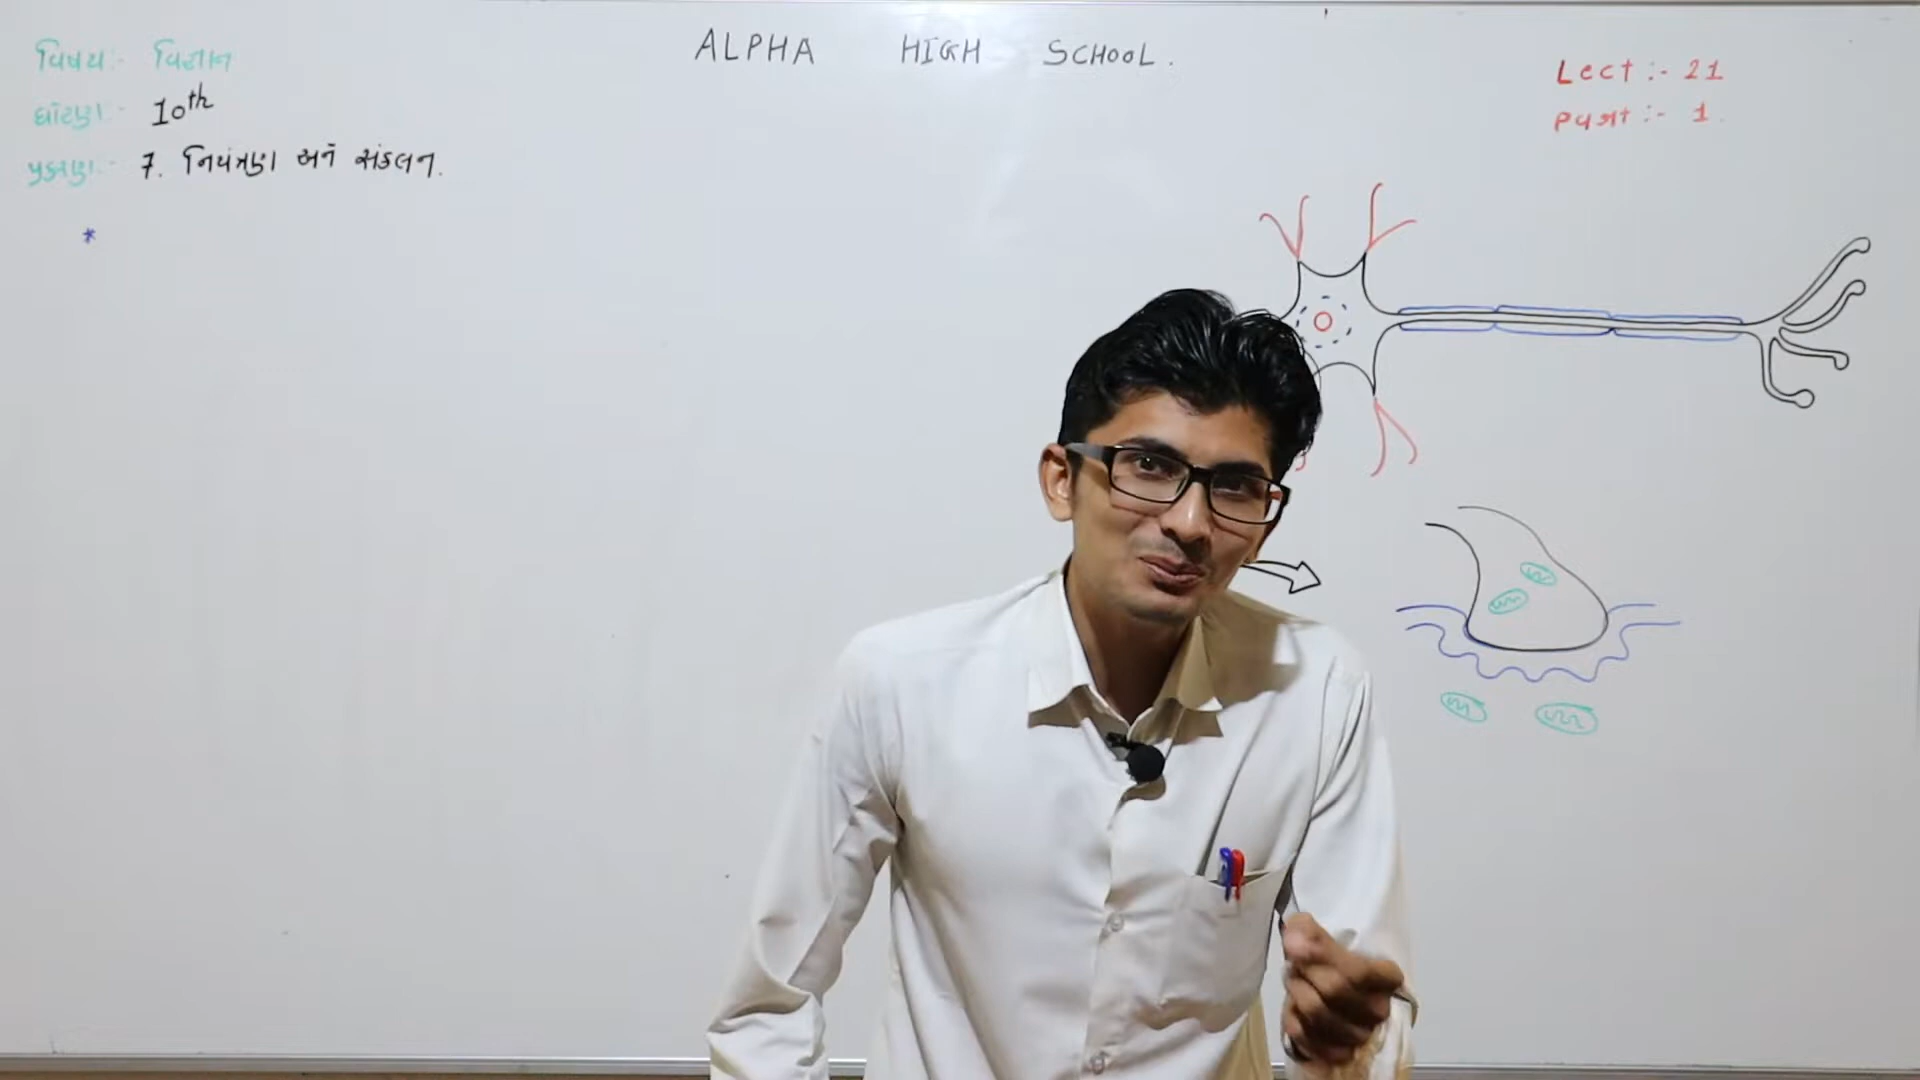 ALPHA HIGH SCHOOL.
વિષય:- વિજ્ઞાન
ધોરણ:- 10th
પ્રકરણ:- 7. નિયંત્રણ અને સંકલન.
*
Lect :- 21
Part :- 1.